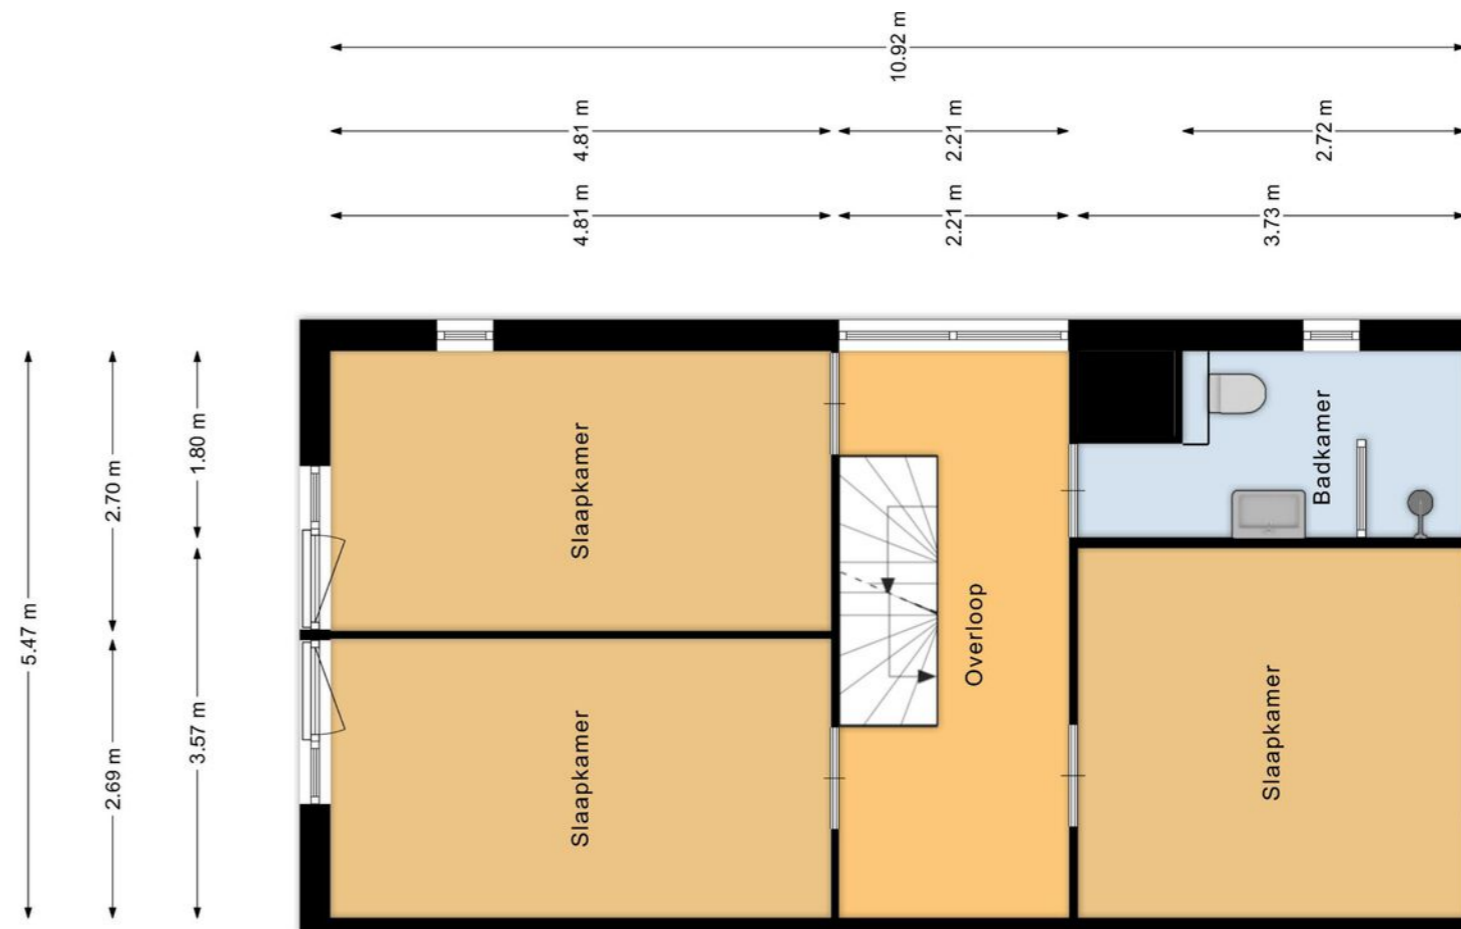 10.92 m
4.81 m
2.21 m
2.72 m
4.81 m
2.21 m
3.73 m
5.47 m
2.70 m
2.69 m
1.80 m
3.57 m
Slaapkamer
Badkamer
Overloop
Slaapkamer
Slaapkamer